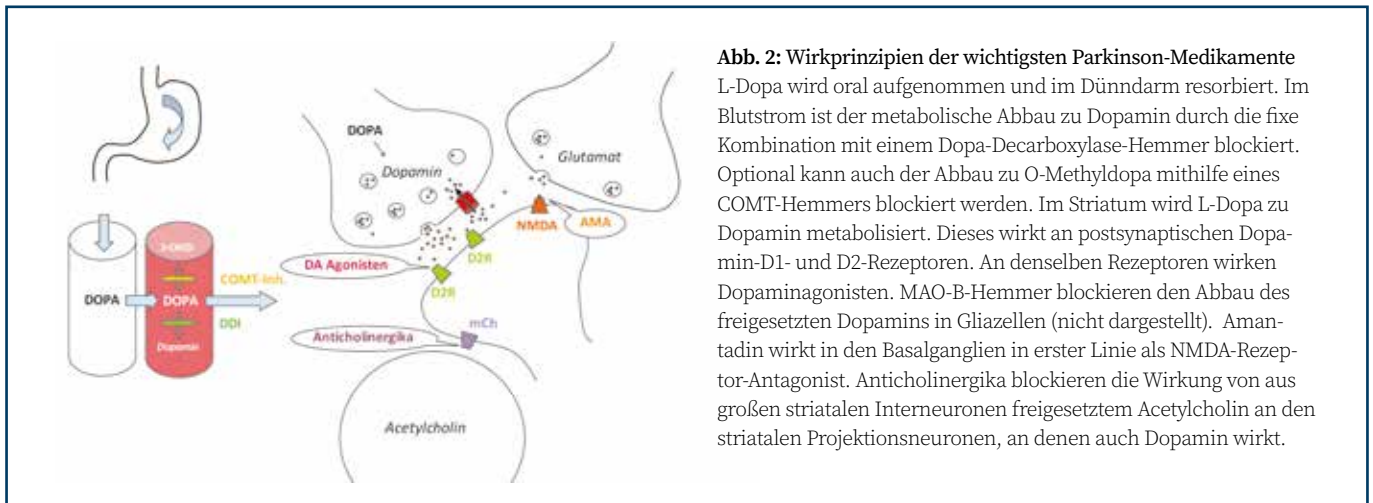 DOPA
Dopamin
Glutamat
NMDA
AMA
D2R
DA Agonisten
D2R
COMT-Inh.
DOPA
DOPA
DDI
Dopamin
mCh
Anticholinergika
Acetylcholin
Abb. 2: Wirkprinzipien der wichtigsten Parkinson-Medikamente
L-Dopa wird oral aufgenommen und im Dünndarm resorbiert. Im
Blutstrom ist der metabolische Abbau zu Dopamin durch die fixe
Kombination mit einem Dopa-Decarboxylase-Hemmer blockiert.
Optional kann auch der Abbau zu O-Methyldopa mithilfe eines
COMT-Hemmers blockiert werden. Im Striatum wird L-Dopa zu
Dopamin metabolisiert. Dieses wirkt an postsynaptischen Dopa-
min-D1- und D2-Rezeptoren. An denselben Rezeptoren wirken
Dopaminagonisten. MAO-B-Hemmer blockieren den Abbau des
freigesetzten Dopamins in Gliazellen (nicht dargestellt). Aman-
tadin wirkt in den Basalganglien in erster Linie als NMDA-Rezep-
tor-Antagonist. Anticholinergika blockieren die Wirkung von aus
großen striatalen Interneuronen freigesetztem Acetylcholin an den
striatalen Projektionsneuronen, an denen auch Dopamin wirkt.